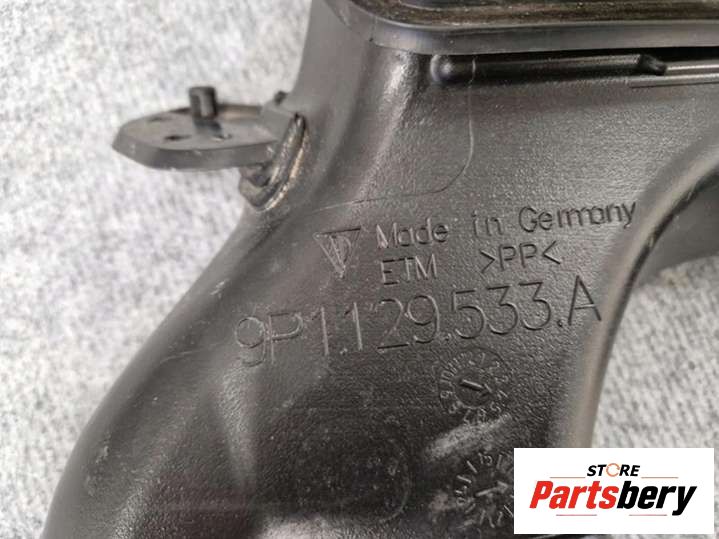 Made in Germany
ETM >PP<
9P1.129.533.A
STORE
Partsbery